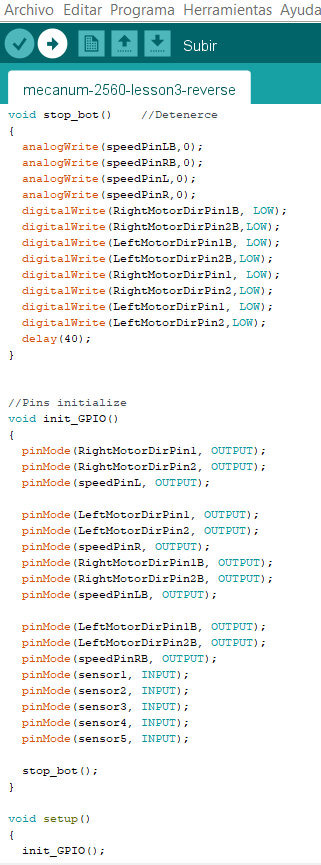 Archivo Editar Programa Herramientas Ayuda
Subir
mecanum-2560-lesson3-reverse
void stop_bot()    //Detenerce
{
  analogWrite(speedPinLB,0);
  analogWrite(speedPinRB,0);
  analogWrite(speedPinL,0);
  analogWrite(speedPinR,0);
  digitalWrite(RightMotorDirPin1B, LOW);
  digitalWrite(RightMotorDirPin2B,LOW);
  digitalWrite(LeftMotorDirPin1B, LOW);
  digitalWrite(LeftMotorDirPin2B,LOW);
  digitalWrite(RightMotorDirPin1, LOW);
  digitalWrite(RightMotorDirPin2,LOW);
  digitalWrite(LeftMotorDirPin1, LOW);
  digitalWrite(LeftMotorDirPin2,LOW);
  delay(40);
}
//Pins initialize
void init_GPIO()
{
  pinMode(RightMotorDirPin1, OUTPUT);
  pinMode(RightMotorDirPin2, OUTPUT);
  pinMode(speedPinL, OUTPUT);
  pinMode(LeftMotorDirPin1, OUTPUT);
  pinMode(LeftMotorDirPin2, OUTPUT);
  pinMode(speedPinR, OUTPUT);
  pinMode(RightMotorDirPin1B, OUTPUT);
  pinMode(RightMotorDirPin2B, OUTPUT);
  pinMode(speedPinLB, OUTPUT);
  pinMode(LeftMotorDirPin1B, OUTPUT);
  pinMode(LeftMotorDirPin2B, OUTPUT);
  pinMode(speedPinRB, OUTPUT);
  pinMode(sensor1, INPUT);
  pinMode(sensor2, INPUT);
  pinMode(sensor3, INPUT);
  pinMode(sensor4, INPUT);
  pinMode(sensor5, INPUT);
  stop_bot();
}
void setup()
{
  init_GPIO();